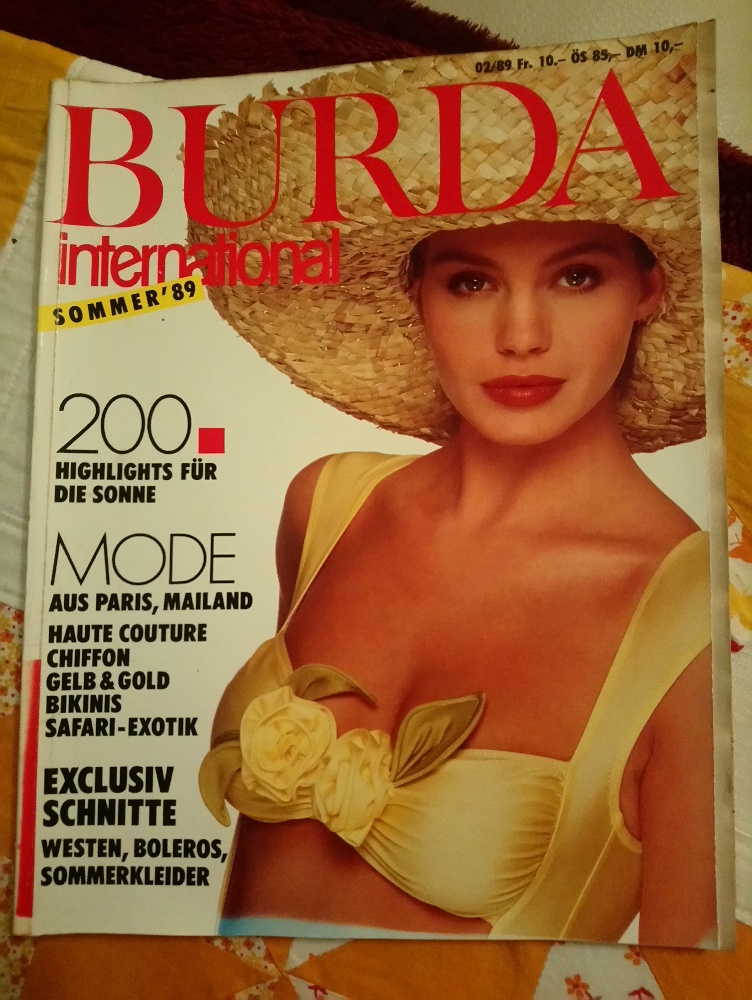 02/89 Fr. 10.- ÖS 85,- DM 10,-
BURDA
international
SOMMER'89
200
HIGHLIGHTS FÜR
DIE SONNE
MODE
AUS PARIS, MAILAND
HAUTE COUTURE
CHIFFON
GELB & GOLD
BIKINIS
SAFARI-EXOTIK
EXCLUSIV
SCHNITTE
WESTEN, BOLEROS,
SOMMERKLEIDER